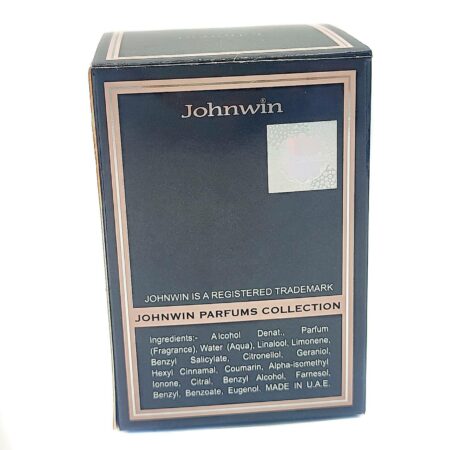 Johnwin
JOHNWIN IS A REGISTERED TRADEMARK
JOHNWIN PARFUMS COLLECTION
Ingredients:- Alcohol Denat., Parfum
(Fragrance), Water (Aqua), Linalool, Limonene,
Benzyl Salicylate, Citronellol, Geraniol,
Hexyl Cinnamal, Coumarin, Alpha-isomethyl
Ionone, Citral, Benzyl Alcohol, Farnesol,
Benzyl, Benzoate, Eugenol, MADE IN U.A.E.